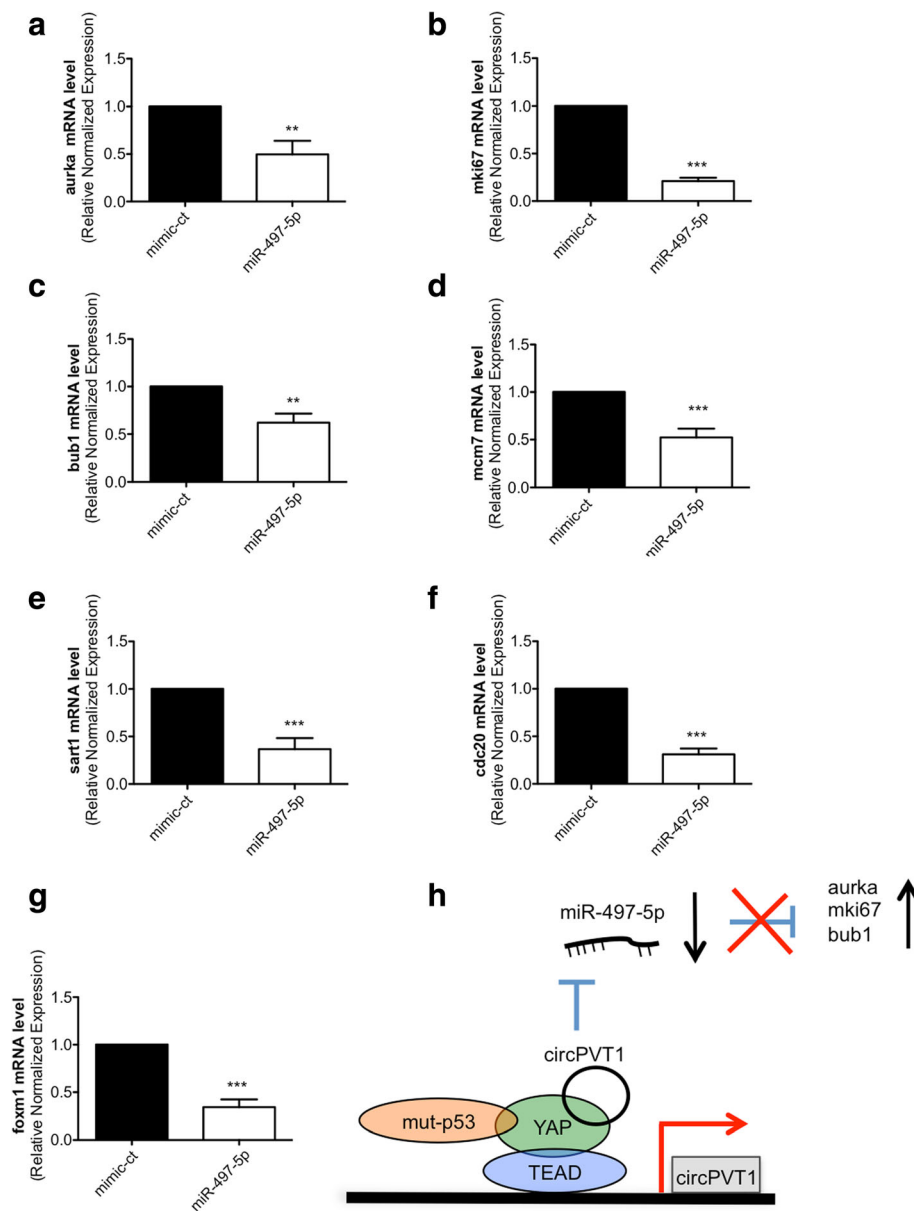 a
aurka mRNA level
(Relative Normalized Expression)
1.5
1.0
0.5
0.0
**
mimic-ct
miR-497-5p
b
mki67 mRNA level
(Relative Normalized Expression)
1.5
1.0
0.5
0.0
***
mimic-ct
miR-497-5p
c
bub1 mRNA level
(Relative Normalized Expression)
1.5
1.0
0.5
0.0
**
mimic-ct
miR-497-5p
d
mcm7 mRNA level
(Relative Normalized Expression)
1.5
1.0
0.5
0.0
***
mimic-ct
miR-497-5p
e
sart1 mRNA level
(Relative Normalized Expression)
1.5
1.0
0.5
0.0
***
mimic-ct
miR-497-5p
f
cdc20 mRNA level
(Relative Normalized Expression)
1.5
1.0
0.5
0.0
***
mimic-ct
miR-497-5p
g
foxm1 mRNA level
(Relative Normalized Expression)
1.5
1.0
0.5
0.0
***
mimic-ct
miR-497-5p
h
miR-497-5p
aurka
mki67
bub1
circPVT1
mut-p53
YAP
TEAD
circPVT1